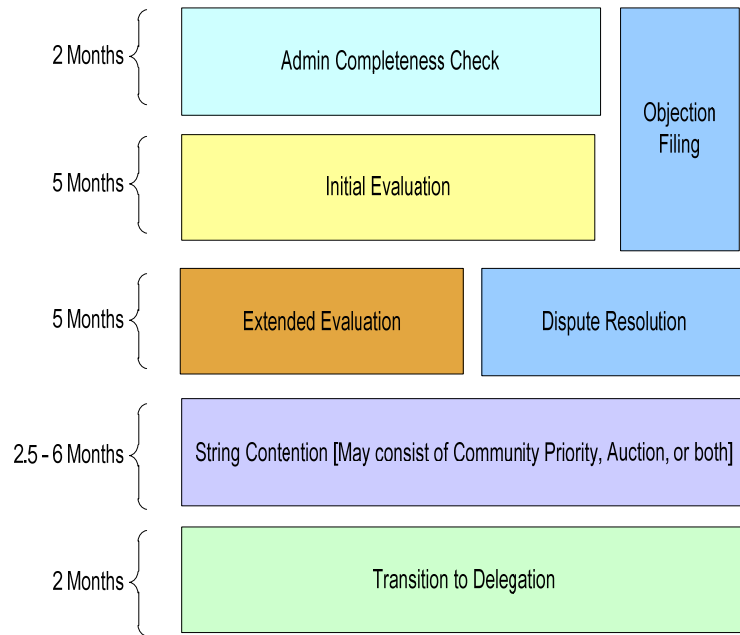 2 Months
Admin Completeness Check
Objection
Filing
5 Months
Initial Evaluation
5 Months
Extended Evaluation
Dispute Resolution
2.5 - 6 Months
String Contention [May consist of Community Priority, Auction, or both]
2 Months
Transition to Delegation